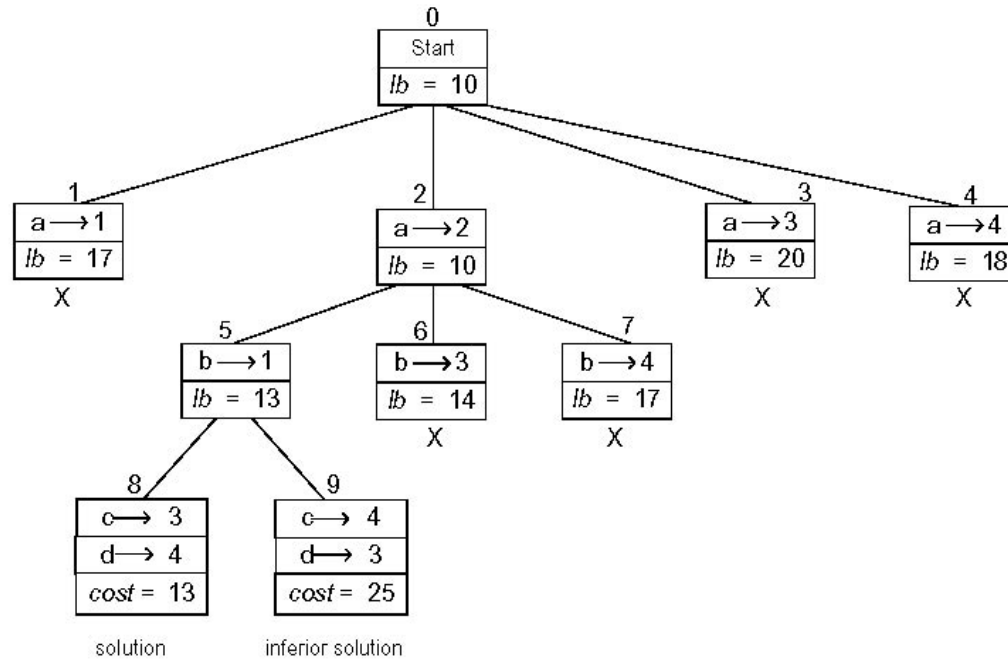 0
Start
lb = 10
1
2
3
4
a → 1
a → 2
a → 3
a → 4
lb = 17
lb = 10
lb = 20
lb = 18
X
X
X
5
6
7
b → 1
b → 3
b → 4
lb = 13
lb = 14
lb = 17
X
X
8
9
c → 3
c → 4
d → 4
d → 3
cost = 13
cost = 25
solution
inferior solution